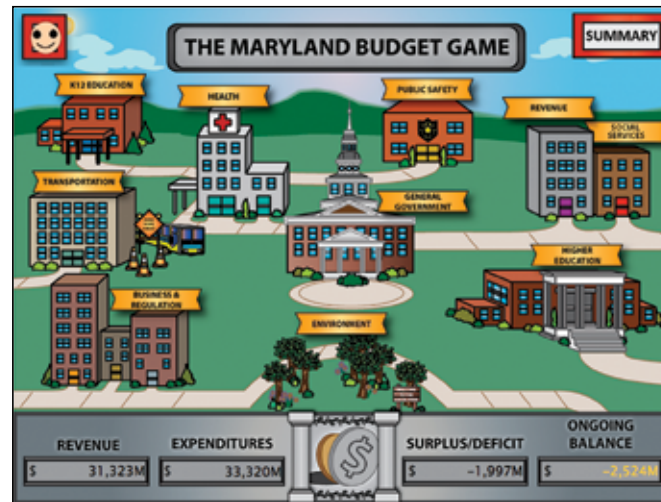 THE MARYLAND BUDGET GAME
SUMMARY
K12 EDUCATION
HEALTH
PUBLIC SAFETY
REVENUE
SOCIAL
SERVICES
TRANSPORTATION
GENERAL
GOVERNMENT
HIGHER
EDUCATION
BUSINESS &
REGULATION
ENVIRONMENT
REVENUE
$ 31,323M
EXPENDITURES
$ 33,320M
$
SURPLUS/DEFICIT
$ -1,997M
ONGOING
BALANCE
$ -2,524M